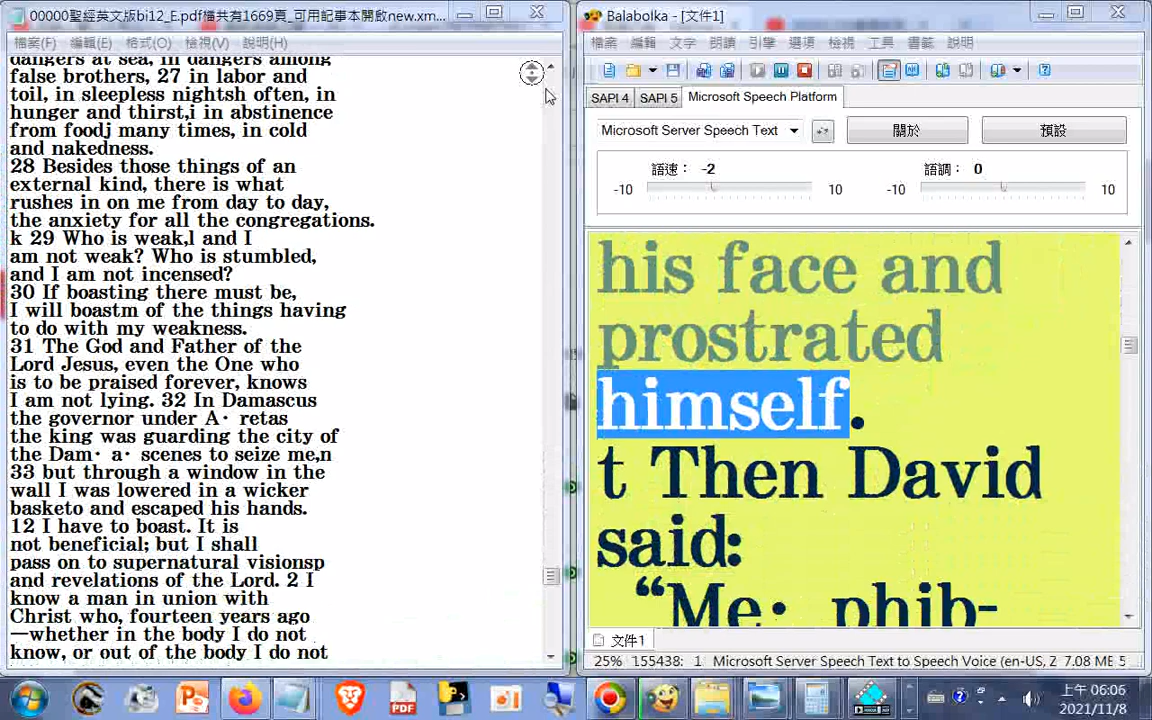 00000聖經英文版bi12_E.pdf檔共有1669頁_可用記事本開啟new.xm...
檔案(F) 編輯(E) 格式(O) 檢視(V) 說明(H)
dangers at sea, in dangers among
false brothers, 27 in labor and
toil, in sleepless nightsh often, in
hunger and thirst,i in abstinence
from foodj many times, in cold
and nakedness.
28 Besides those things of an
external kind, there is what
rushes in on me from day to day,
the anxiety for all the congregations.
k 29 Who is weak,l and I
am not weak? Who is stumbled,
and I am not incensed?
30 If boasting there must be,
I will boastm of the things having
to do with my weakness.
31 The God and Father of the
Lord Jesus, even the One who
is to be praised forever, knows
I am not lying. 32 In Damascus
the governor under A· retas
the king was guarding the city of
the Dam· a· scenes to seize me,n
33 but through a window in the
wall I was lowered in a wicker
basketo and escaped his hands.
12 I have to boast. It is
not beneficial; but I shall
pass on to supernatural visionsp
and revelations of the Lord. 2 I
know a man in union with
Christ who, fourteen years ago
—whether in the body I do not
know, or out of the body I do not
Balabolka - [文件1]
檔案 編輯 文字 朗讀 引擎 選項 檢視 工具 書籤 說明
SAPI 4 SAPI 5 Microsoft Speech Platform
Microsoft Server Speech Text 關於 預設
語速： -2 語調： 0
-10 10 -10 10
his face and
prostrated
himself.
t Then David
said:
“Me· phib-
文件1
25% 155438: 1 Microsoft Server Speech Text to Speech Voice (en-US, Z 7.08 MB 5
PDF
上午 06:06
2021/11/8